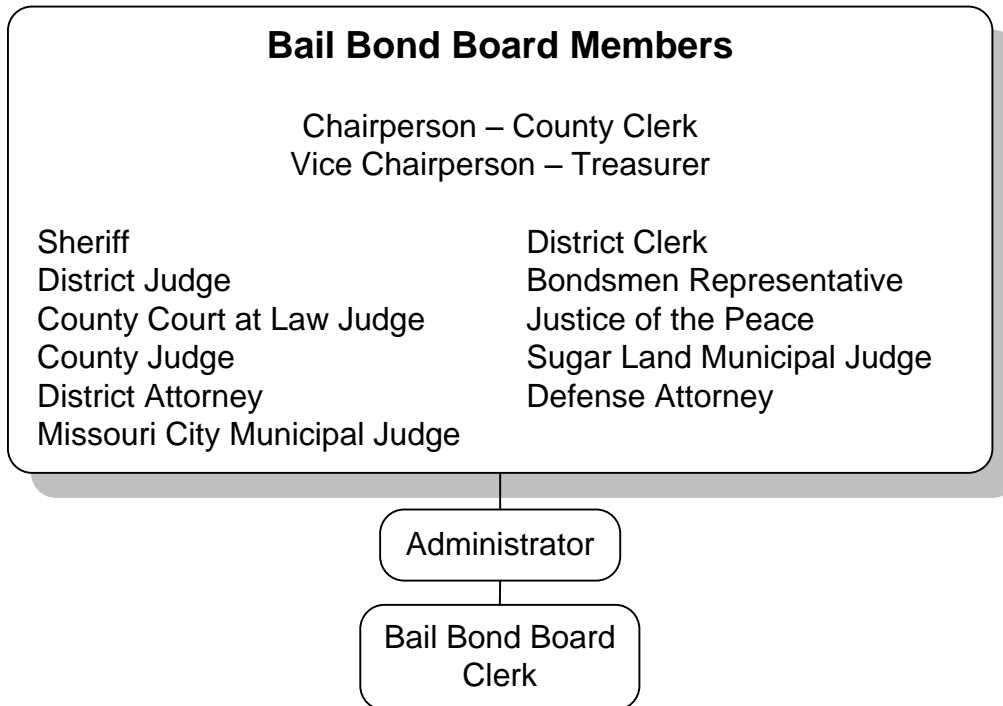 Bail Bond Board Members
Chairperson – County Clerk
Vice Chairperson – Treasurer
Sheriff
District Judge
County Court at Law Judge
County Judge
District Attorney
Missouri City Municipal Judge
District Clerk
Bondsmen Representative
Justice of the Peace
Sugar Land Municipal Judge
Defense Attorney
Administrator
Bail Bond Board
Clerk